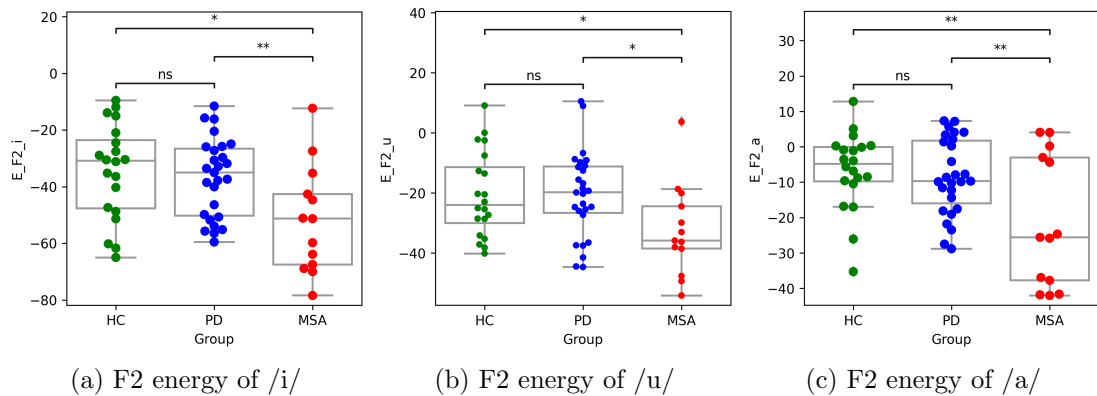 20
0
−20
−40
−60
−80
E_F2_i
*
**
ns
HC PD MSA
Group
(a) F2 energy of /i/
40
20
0
−20
−40
E_F2_u
*
*
ns
HC PD MSA
Group
(b) F2 energy of /u/
30
20
10
0
−10
−20
−30
−40
E_F2_a
**
**
ns
HC PD MSA
Group
(c) F2 energy of /a/